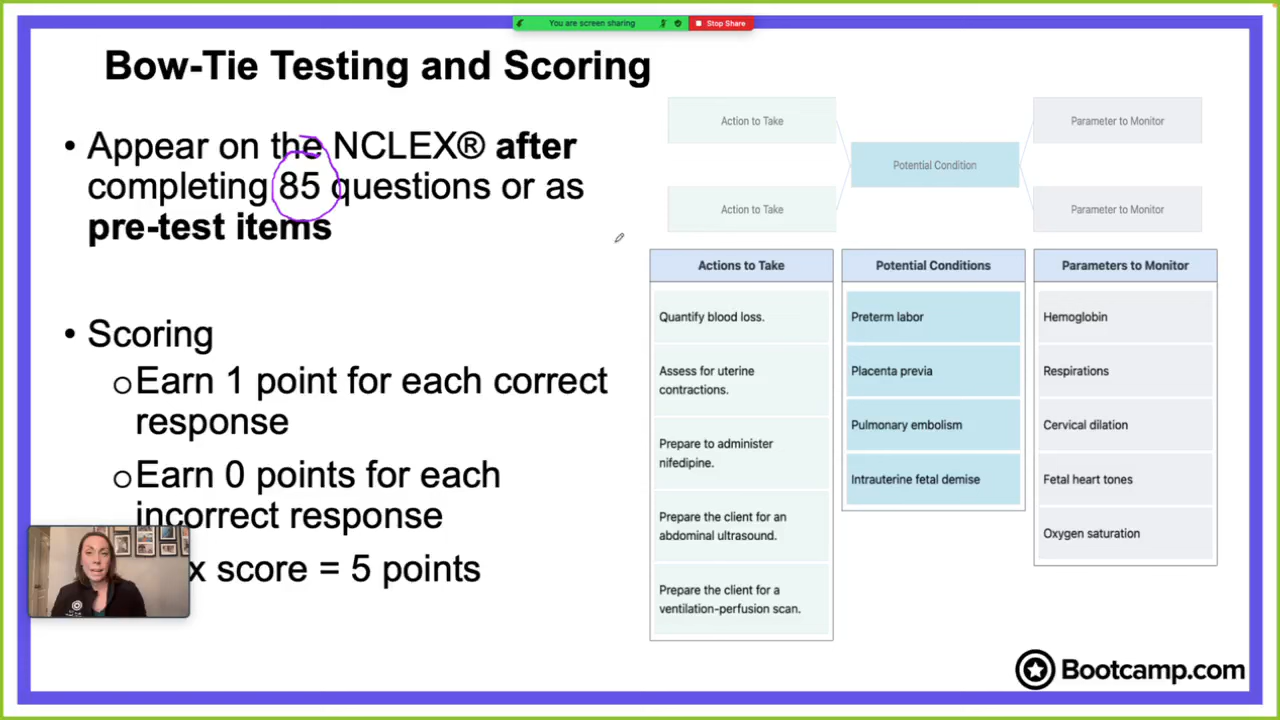 You are screen sharing
Stop Share
Bow-Tie Testing and Scoring
• Appear on the NCLEX® after
completing 85 questions or as
pre-test items
• Scoring
o Earn 1 point for each correct
response
o Earn 0 points for each
incorrect response
x score = 5 points
Action to Take
Action to Take
Potential Condition
Parameter to Monitor
Parameter to Monitor
Actions to Take
Quantify blood loss.
Assess for uterine
contractions.
Prepare to administer
nifedipine.
Prepare the client for an
abdominal ultrasound.
Prepare the client for a
ventilation-perfusion scan.
Potential Conditions
Preterm labor
Placenta previa
Pulmonary embolism
Intrauterine fetal demise
Parameters to Monitor
Hemoglobin
Respirations
Cervical dilation
Fetal heart tones
Oxygen saturation
Bootcamp.com